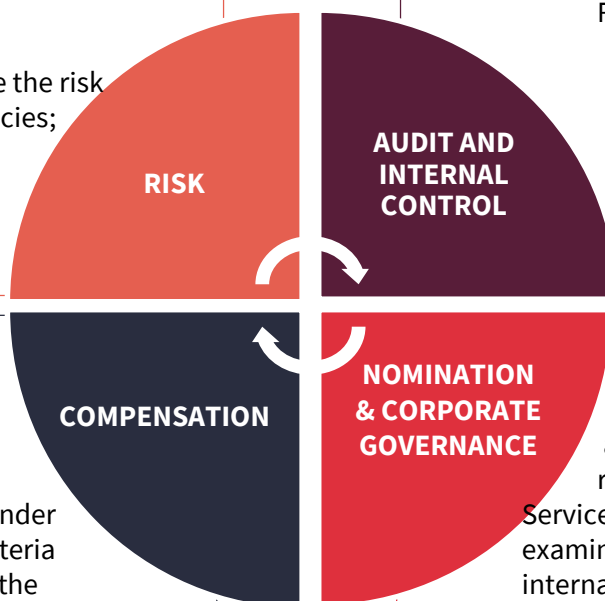 e the risk
cies;
RISK
AUDIT AND
INTERNAL
CONTROL
COMPENSATION
NOMINATION
& CORPORATE
GOVERNANCE
nder
teria
the
Service
examin
interna